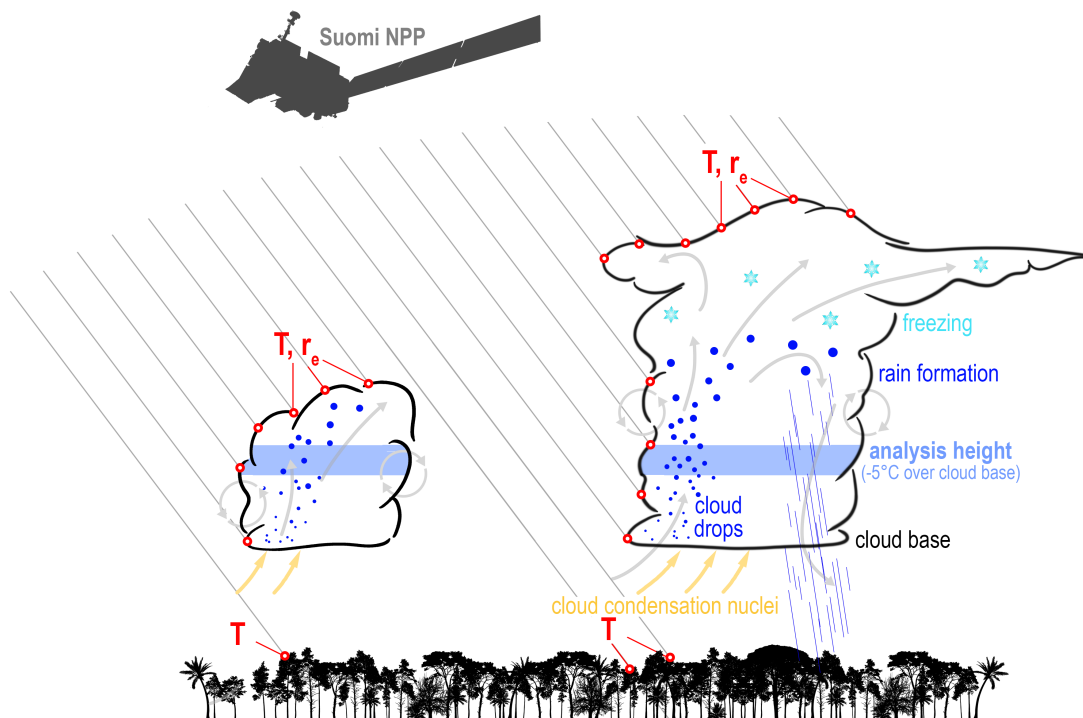 Suomi NPP
T, re
T, re
freezing
rain formation
analysis height
(-5°C over cloud base)
cloud
drops
cloud base
cloud condensation nuclei
T
T